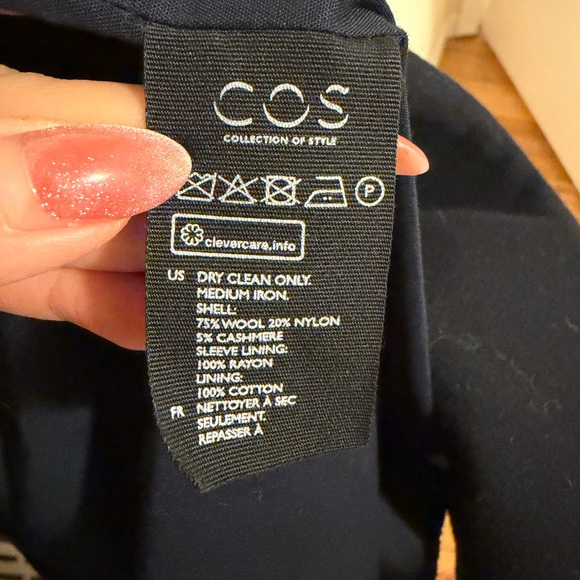 COS
COLLECTION OF STYLE
P
clevercare.info
US DRY CLEAN ONLY.
MEDIUM IRON.
SHELL:
75% WOOL 20% NYLON
5% CASHMERE
SLEEVE LINING:
100% RAYON
LINING:
100% COTTON
FR NETTOYER À SEC
SEULEMENT.
REPASSER À